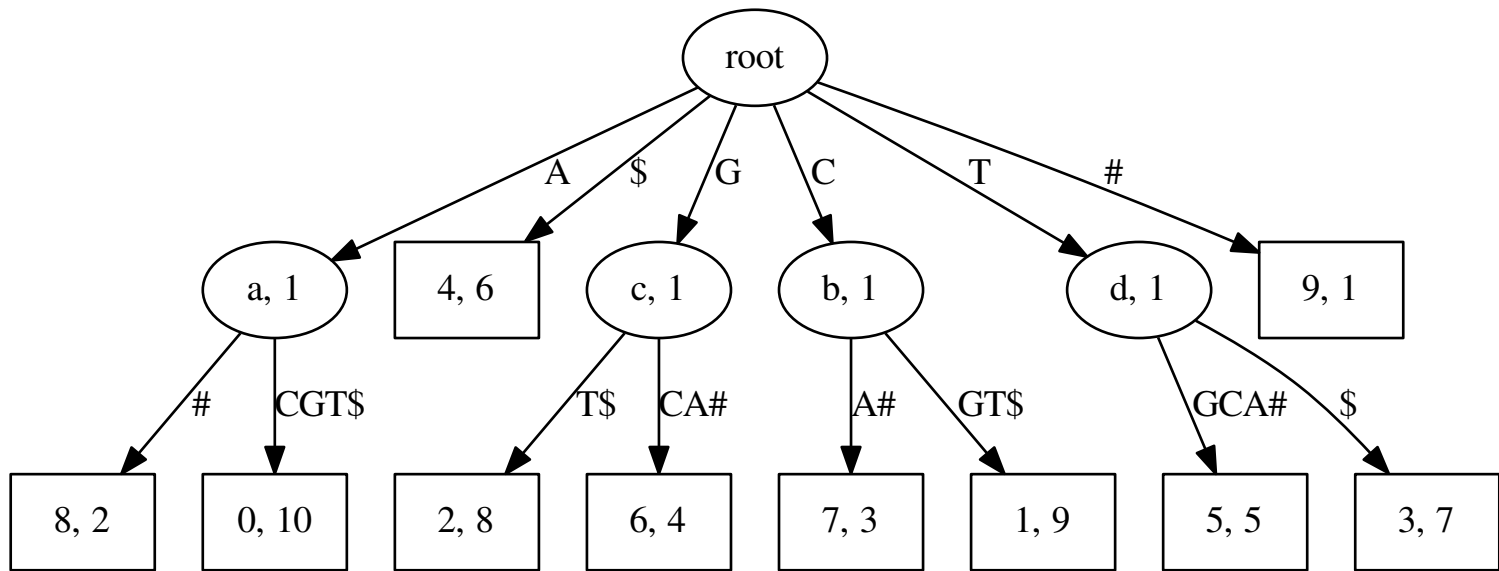 root
A $ G C T #
a, 1 4, 6 c, 1 b, 1 d, 1 9, 1
# CGT$ T$ CA# A# GT$ GCA# $
8, 2 0, 10 2, 8 6, 4 7, 3 1, 9 5, 5 3, 7